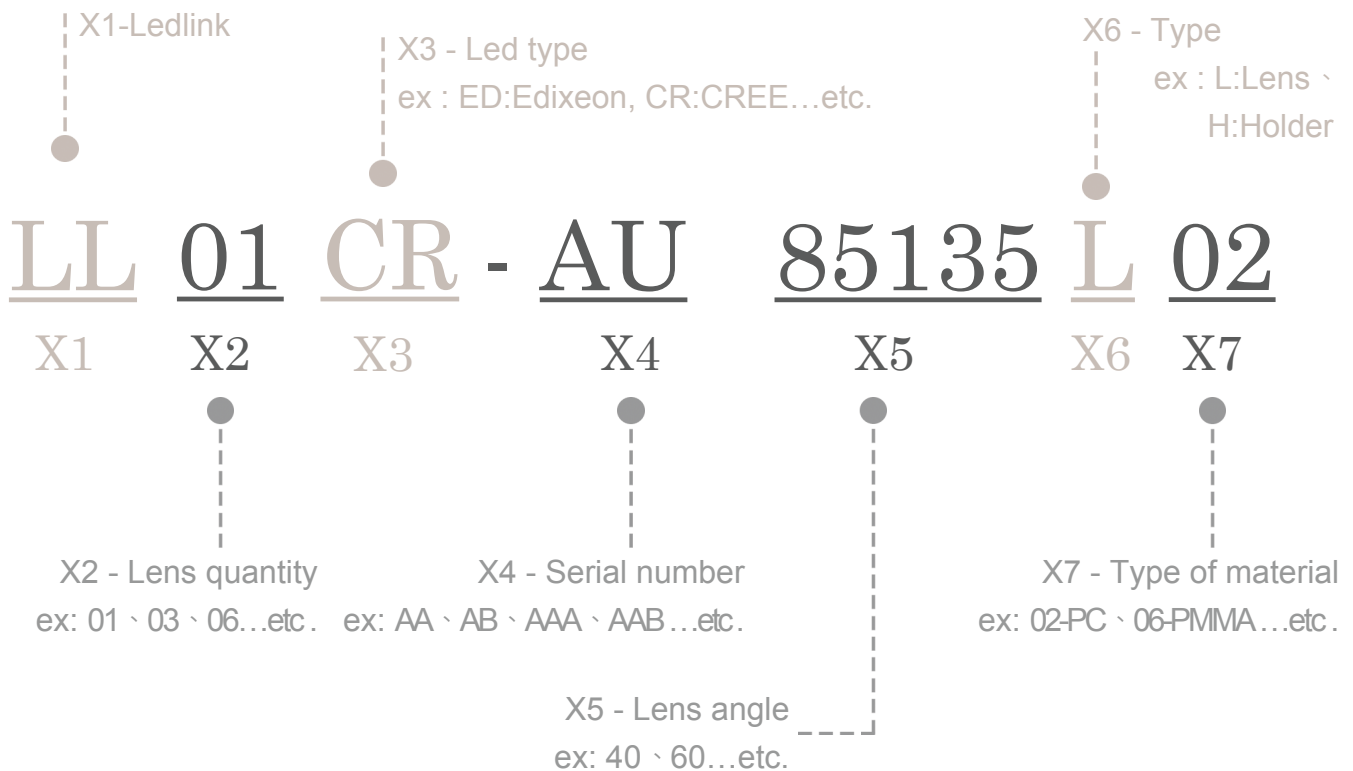 X1-Ledlink
X3 - Led type
ex : ED:Edixeon, CR:CREE…etc.
X6 - Type
ex : L:Lens、
H:Holder
LL 01 CR - AU 85135 L 02
X1 X2 X3 X4 X5 X6 X7
X2 - Lens quantity
ex: 01、03、06…etc.
X4 - Serial number
ex: AA、AB、AAA、AAB…etc.
X7 - Type of material
ex: 02-PC、06-PMMA…etc.
X5 - Lens angle
ex: 40、60…etc.